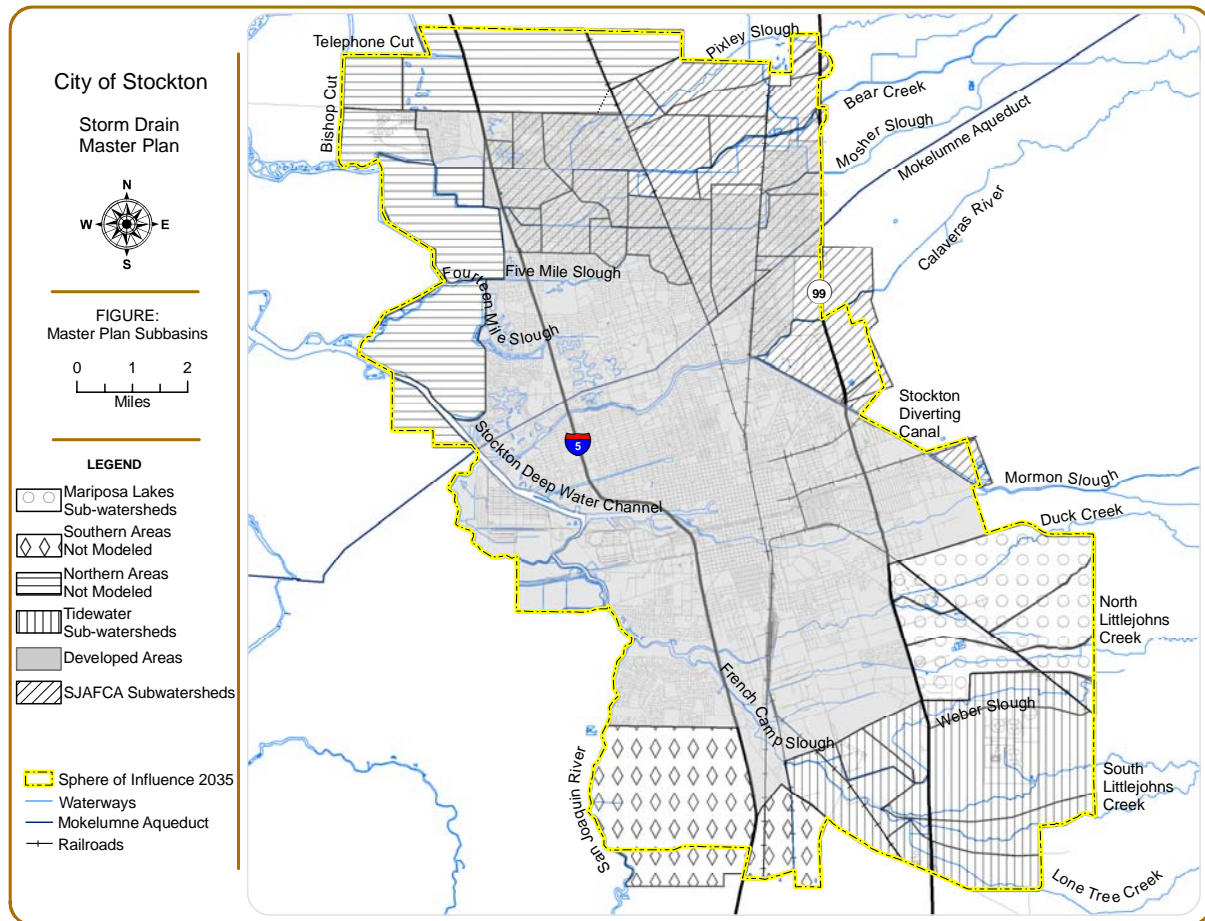 City of Stockton
Storm Drain
Master Plan
N
W
E
S
FIGURE:
Master Plan Subbasins
0 1 2
Miles
LEGEND
Mariposa Lakes
Sub-watersheds
Southern Areas
Not Modeled
Northern Areas
Not Modeled
Tidewater
Sub-watersheds
Developed Areas
SJAFCA Subwatersheds
Sphere of Influence 2035
Waterways
Mokelumne Aqueduct
Railroads
Telephone Cut
Bishop Cut
Pixley Slough
Bear Creek
Mosher Slough
Mokelumne Aqueduct
Calaveras River
Five Mile Slough
Fourteen Mile Slough
99
5
Stockton
Diverting
Canal
Stockton Deep Water Channel
Mormon Slough
Duck Creek
North
Littlejohns
Creek
Weber Slough
French Camp Slough
San Joaquin River
South
Littlejohns
Creek
Lone Tree Creek